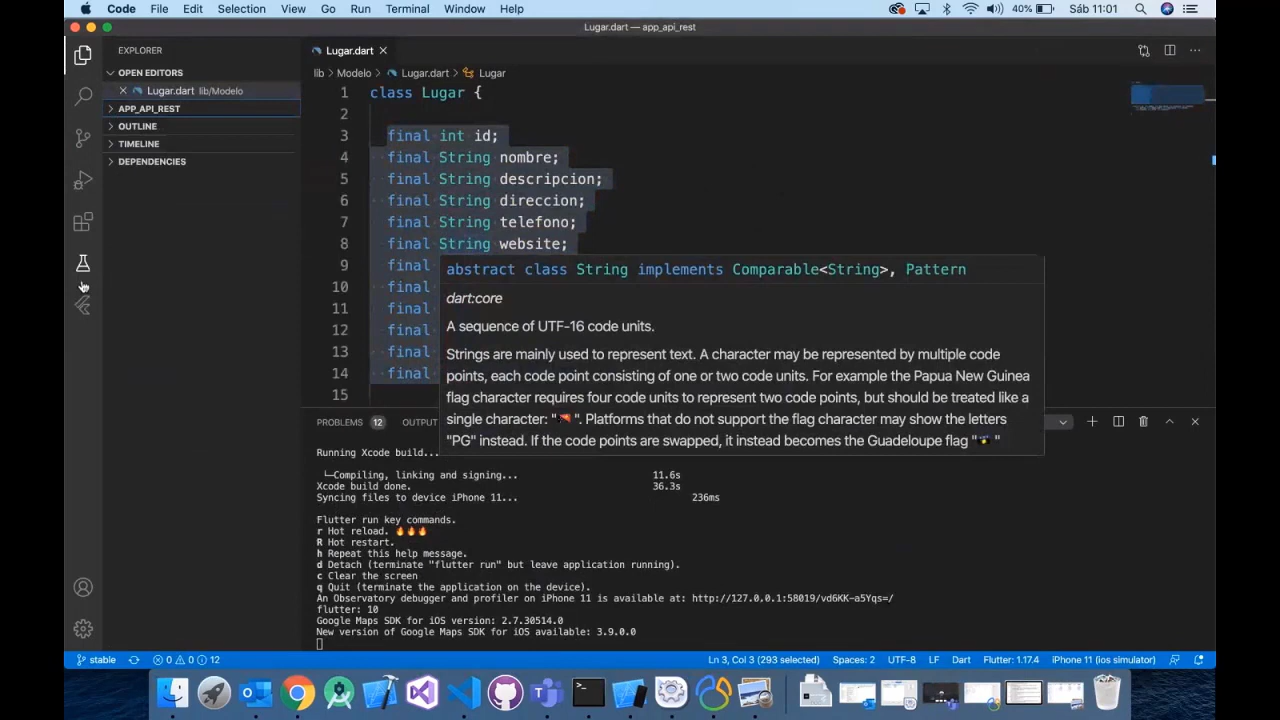 Code File Edit Selection View Go Run Terminal Window Help 40% Sáb 11:01
Lugar.dart — app_api_rest
EXPLORER
OPEN EDITORS
Lugar.dart lib/Modelo
APP_API_REST
OUTLINE
TIMELINE
DEPENDENCIES
Lugar.dart
lib > Modelo > Lugar.dart > Lugar
1 class Lugar {
2
3 final int id;
4 final String nombre;
5 final String descripcion;
6 final String direccion;
7 final String telefono;
8 final String website;
9 final
10 final
11 final
12 final
13 final
14 final
15
abstract class String implements Comparable<String>, Pattern
dart:core
A sequence of UTF-16 code units.
Strings are mainly used to represent text. A character may be represented by multiple code
points, each code point consisting of one or two code units. For example the Papua New Guinea
flag character requires four code units to represent two code points, but should be treated like a
single character: "🇵🇬". Platforms that do not support the flag character may show the letters
"PG" instead. If the code points are swapped, it instead becomes the Guadeloupe flag "🇬🇵"
PROBLEMS 12 OUTPUT
Running Xcode build...
└─Compiling, linking and signing... 11.6s
Xcode build done. 36.3s
Syncing files to device iPhone 11... 236ms
Flutter run key commands.
r Hot reload. 🔥🔥🔥
R Hot restart.
h Repeat this help message.
d Detach (terminate "flutter run" but leave application running).
c Clear the screen
q Quit (terminate the application on the device).
An Observatory debugger and profiler on iPhone 11 is available at: http://127.0.0.1:58019/vd6KK-a5Yqs=/
flutter: 10
Google Maps SDK for iOS version: 2.7.30514.0
New version of Google Maps SDK for iOS available: 3.9.0.0
stable 0 0 12 Ln 3, Col 3 (293 selected) Spaces: 2 UTF-8 LF Dart Flutter: 1.17.4 iPhone 11 (ios simulator)